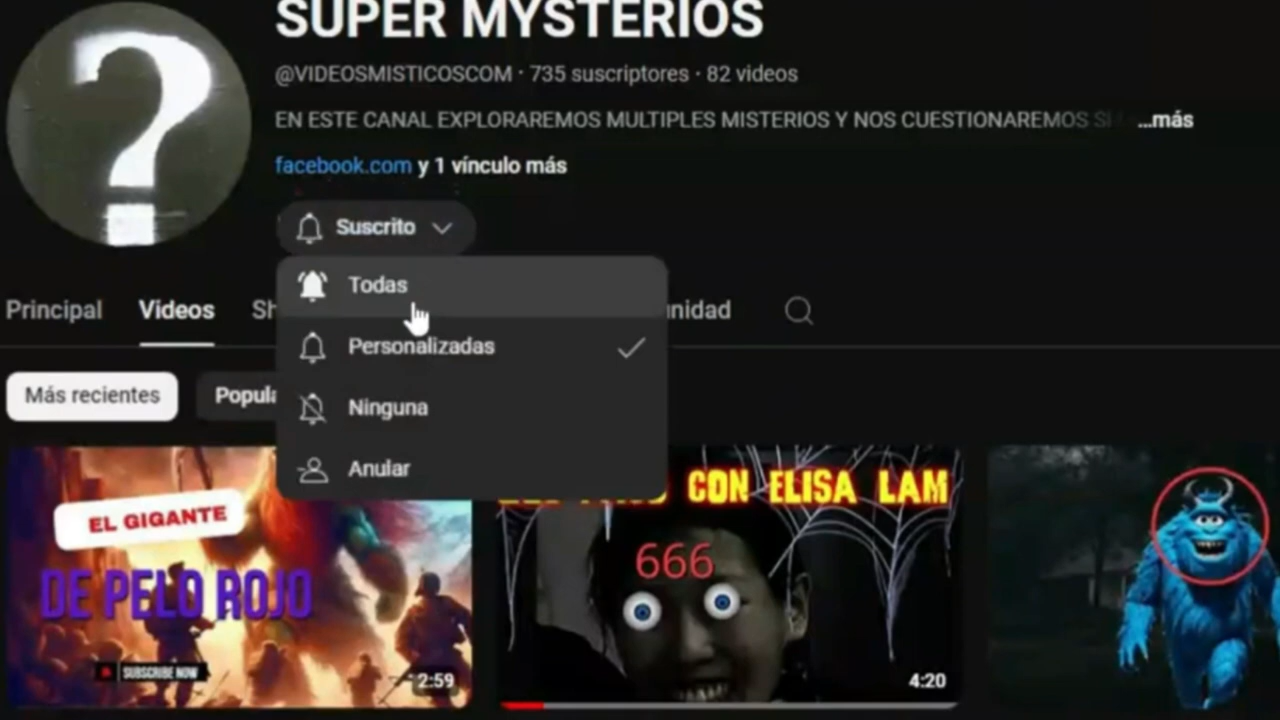 SUPER MYSTERIOS
@VIDEOSMISTICOSCOM · 735 suscriptores · 82 videos
EN ESTE CANAL EXPLORAREMOS MULTIPLES MISTERIOS Y NOS CUESTIONAREMOS ...más
facebook.com y 1 vínculo más
Suscrito
Todas
Principal Videos Sh nidad
Personalizadas
Más recientes Popula
Ninguna
Anular
EL GIGANTE
DE PELO ROJO
SUBSCRIBE NOW
2:59
CON ELISA LAM
666
4:20